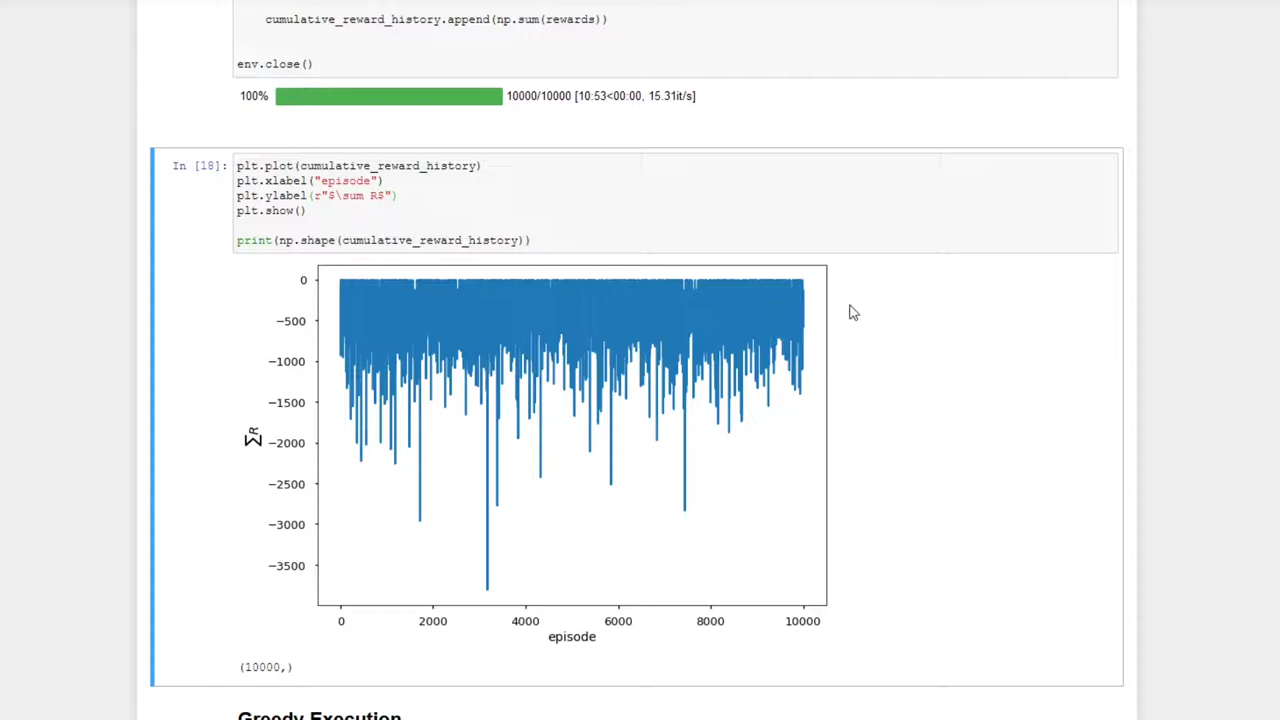 cumulative_reward_history.append(np.sum(rewards))
env.close()
100% 10000/10000 [10:53<00:00, 15.31it/s]
In [18]: plt.plot(cumulative_reward_history)
plt.xlabel("episode")
plt.ylabel(r"$\sum R$")
plt.show()
print(np.shape(cumulative_reward_history))
0
−500
−1000
−1500
−2000
−2500
−3000
−3500
∑R
0 2000 4000 6000 8000 10000
episode
(10000,)
Greedy Execution